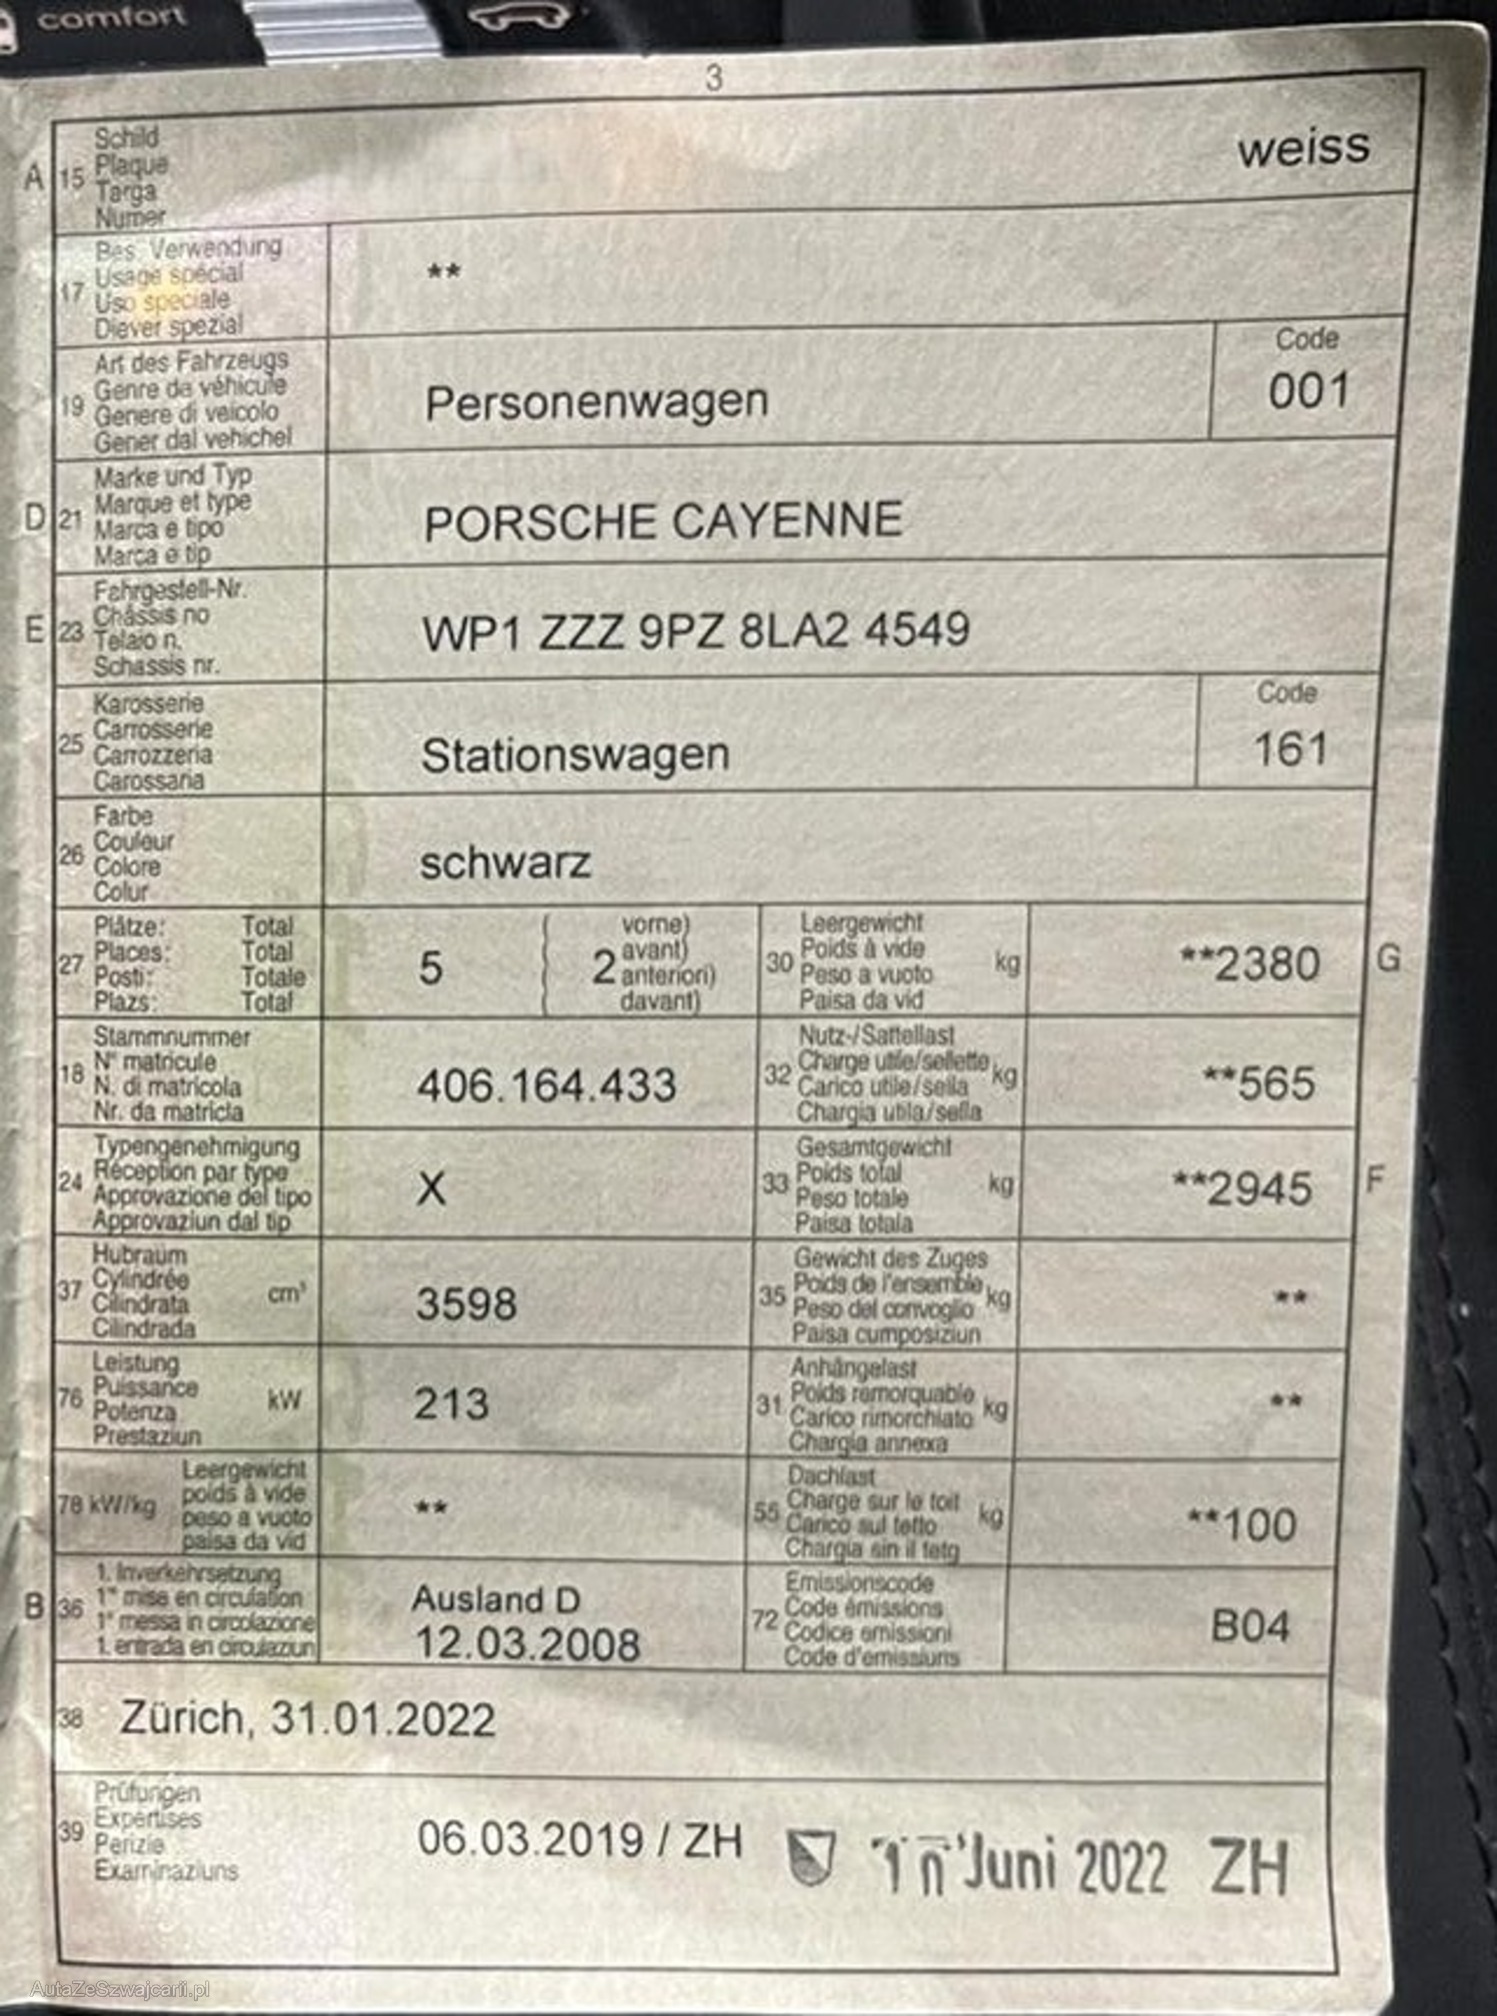 comfort
3
A 15 Schild
Plaque
Targa
Numer
weiss
17 Bes. Verwendung
Usage spécial
Uso speciale
Diever spezial
**
19 Art des Fahrzeugs
Genre de véhicule
Genere di veicolo
Gener dal vehichel
Personenwagen
Code
001
D 21 Marke und Typ
Marque et type
Marca e tipo
Marca e tip
PORSCHE CAYENNE
E 23 Fahrgestell-Nr.
Châssis no
Telaio n.
Schassis nr.
WP1 ZZZ 9PZ 8LA2 4549
25 Karosserie
Carrosserie
Carrozzeria
Carossaria
Stationswagen
Code
161
26 Farbe
Couleur
Colore
Colur
schwarz
27 Plätze: Total
Places: Total
Posti: Totale
Plazs: Total
5 ( 2 vorne)
( avant)
( anteriori)
( davant)
30 Leergewicht
Poids à vide
Peso a vuoto
Paisa da vid
kg
**2380 G
18 Stammnummer
N° matricule
N. di matricola
Nr. da matricla
406.164.433
32 Nutz-/Sattellast
Charge utile/sellette
Carico utile/sella
Chargia utila/sella
kg
**565
24 Typengenehmigung
Réception par type
Approvazione del tipo
Approvaziun dal tip
X
33 Gesamtgewicht
Poids total
Peso totale
Paisa totala
kg
**2945 F
37 Hubraum
Cylindrée
Cilindrata
Cilindrada
cm³
3598
35 Gewicht des Zuges
Poids de l'ensemble
Peso del convoglio
Paisa cumposiziun
kg
**
76 Leistung
Puissance
Potenza
Prestaziun
kW
213
31 Anhängelast
Poids remorquable
Carico rimorchiato
Chargia annexa
kg
**
78 kW/kg Leergewicht
poids à vide
peso a vuoto
paisa da vid
**
55 Dachlast
Charge sur le toit
Carico sul tetto
Chargia sin il tetg
kg
**100
B 36 1. Inverkehrsetzung
1re mise en circulation
1a messa in circolazione
1. entrada en circulaziun
Ausland D
12.03.2008
72 Emissionscode
Code émissions
Codice emissioni
Code d'emissiuns
B04
38 Zürich, 31.01.2022
39 Prüfungen
Expertises
Perizie
Examinaziuns
06.03.2019 / ZH
Juni 2022 ZH
AutaZeSzwajcarii.pl